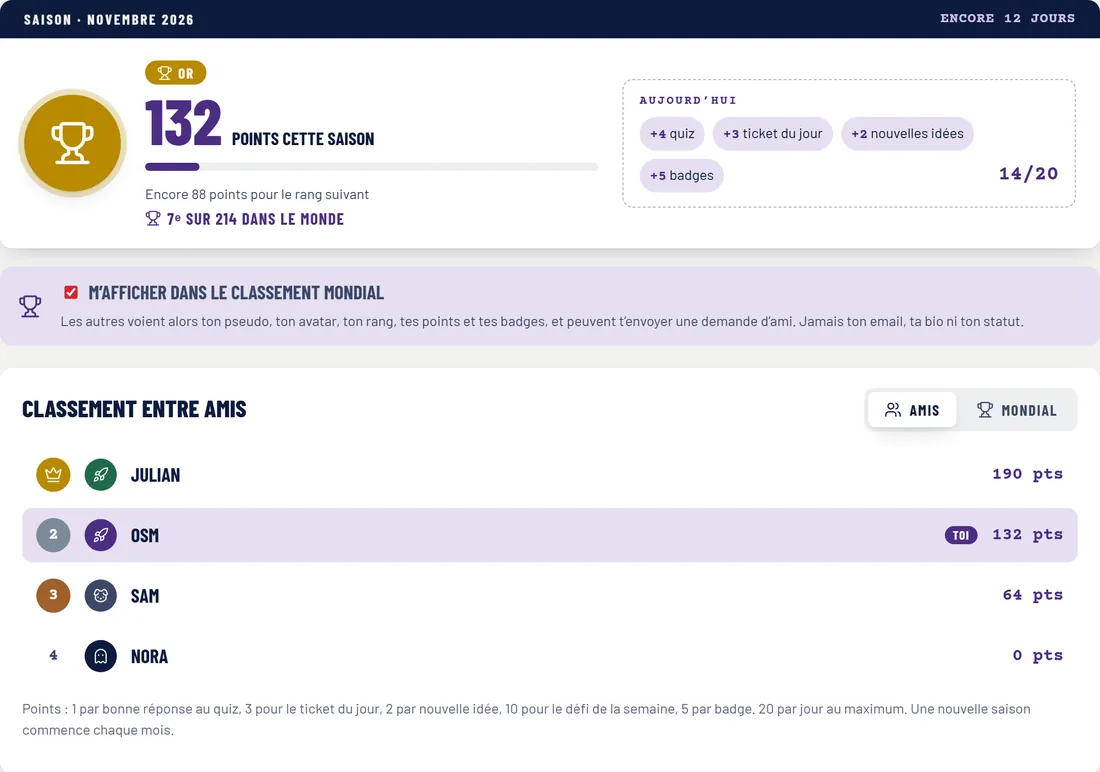 SAISON · NOVEMBRE 2026
ENCORE 12 JOURS
OR
132 POINTS CETTE SAISON
Encore 88 points pour le rang suivant
7e SUR 214 DANS LE MONDE
AUJOURD’HUI
+4 quiz
+3 ticket du jour
+2 nouvelles idées
+5 badges
14/20
M’AFFICHER DANS LE CLASSEMENT MONDIAL
Les autres voient alors ton pseudo, ton avatar, ton rang, tes points et tes badges, et peuvent t’envoyer une demande d’ami. Jamais ton email, ta bio ni ton statut.
CLASSEMENT ENTRE AMIS
AMIS
MONDIAL
JULIAN 190 pts
2 OSM TOI 132 pts
3 SAM 64 pts
4 NORA 0 pts
Points : 1 par bonne réponse au quiz, 3 pour le ticket du jour, 2 par nouvelle idée, 10 pour le défi de la semaine, 5 par badge. 20 par jour au maximum. Une nouvelle saison
commence chaque mois.